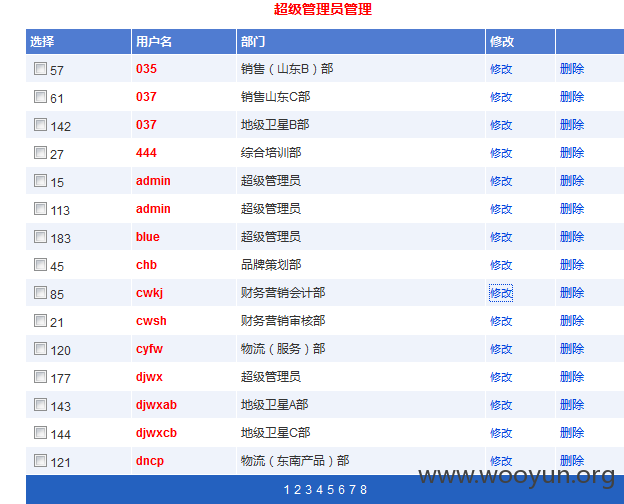 超级管理员管理
选择 用户名 部门 修改
57 035 销售（山东B）部 修改 删除
61 037 销售山东C部 修改 删除
142 037 地级卫星B部 修改 删除
27 444 综合培训部 修改 删除
15 admin 超级管理员 修改 删除
113 admin 超级管理员 修改 删除
183 blue 超级管理员 修改 删除
45 chb 品牌策划部 修改 删除
85 cwkj 财务营销会计部 修改 删除
21 cwsh 财务营销审核部 修改 删除
120 cyfw 物流（服务）部 修改 删除
177 djwx 超级管理员 修改 删除
143 djwxab 地级卫星A部 修改 删除
144 djwxcb 地级卫星C部 修改 删除
121 dncp 物流（东南产品）部 修改 删除
www.wooyun.org
1 2 3 4 5 6 7 8